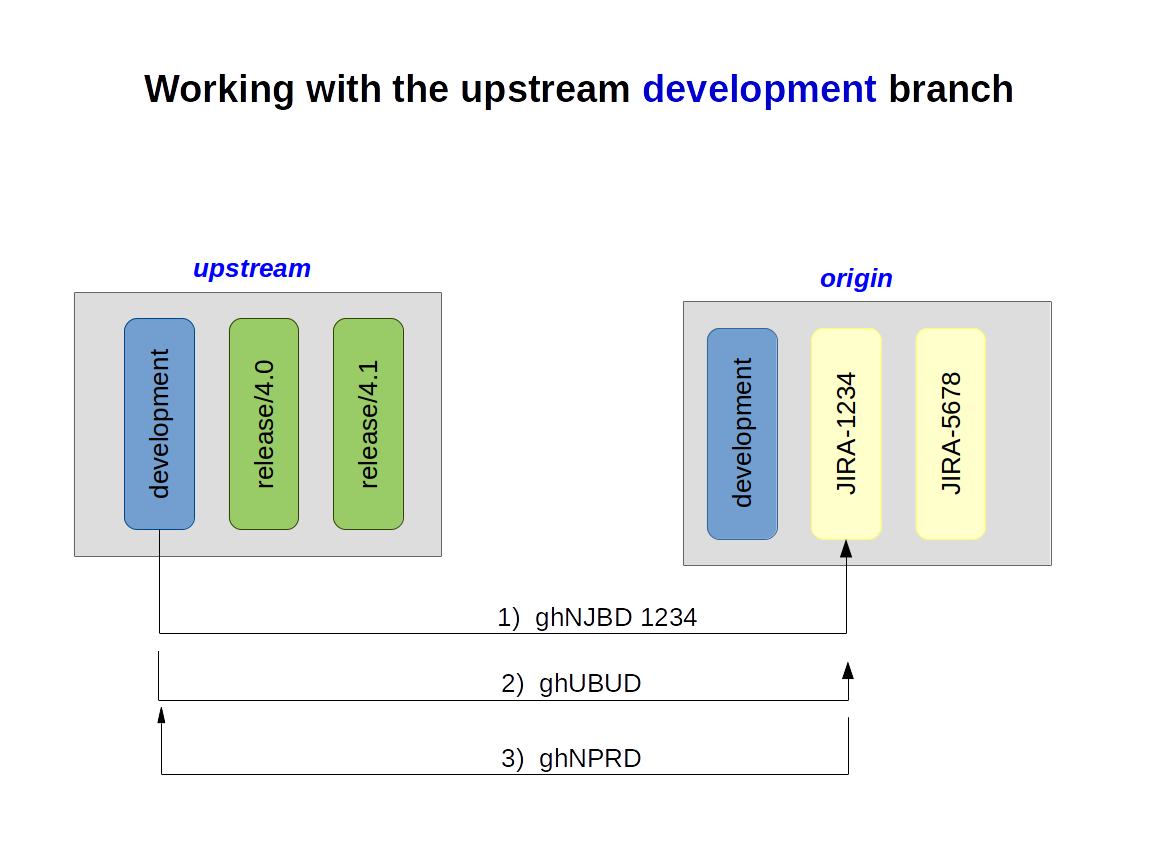 Working with the upstream development branch
upstream
development
release/4.0
release/4.1
origin
development
JIRA-1234
JIRA-5678
1) ghNJBD 1234
2) ghUBUD
3) ghNPRD